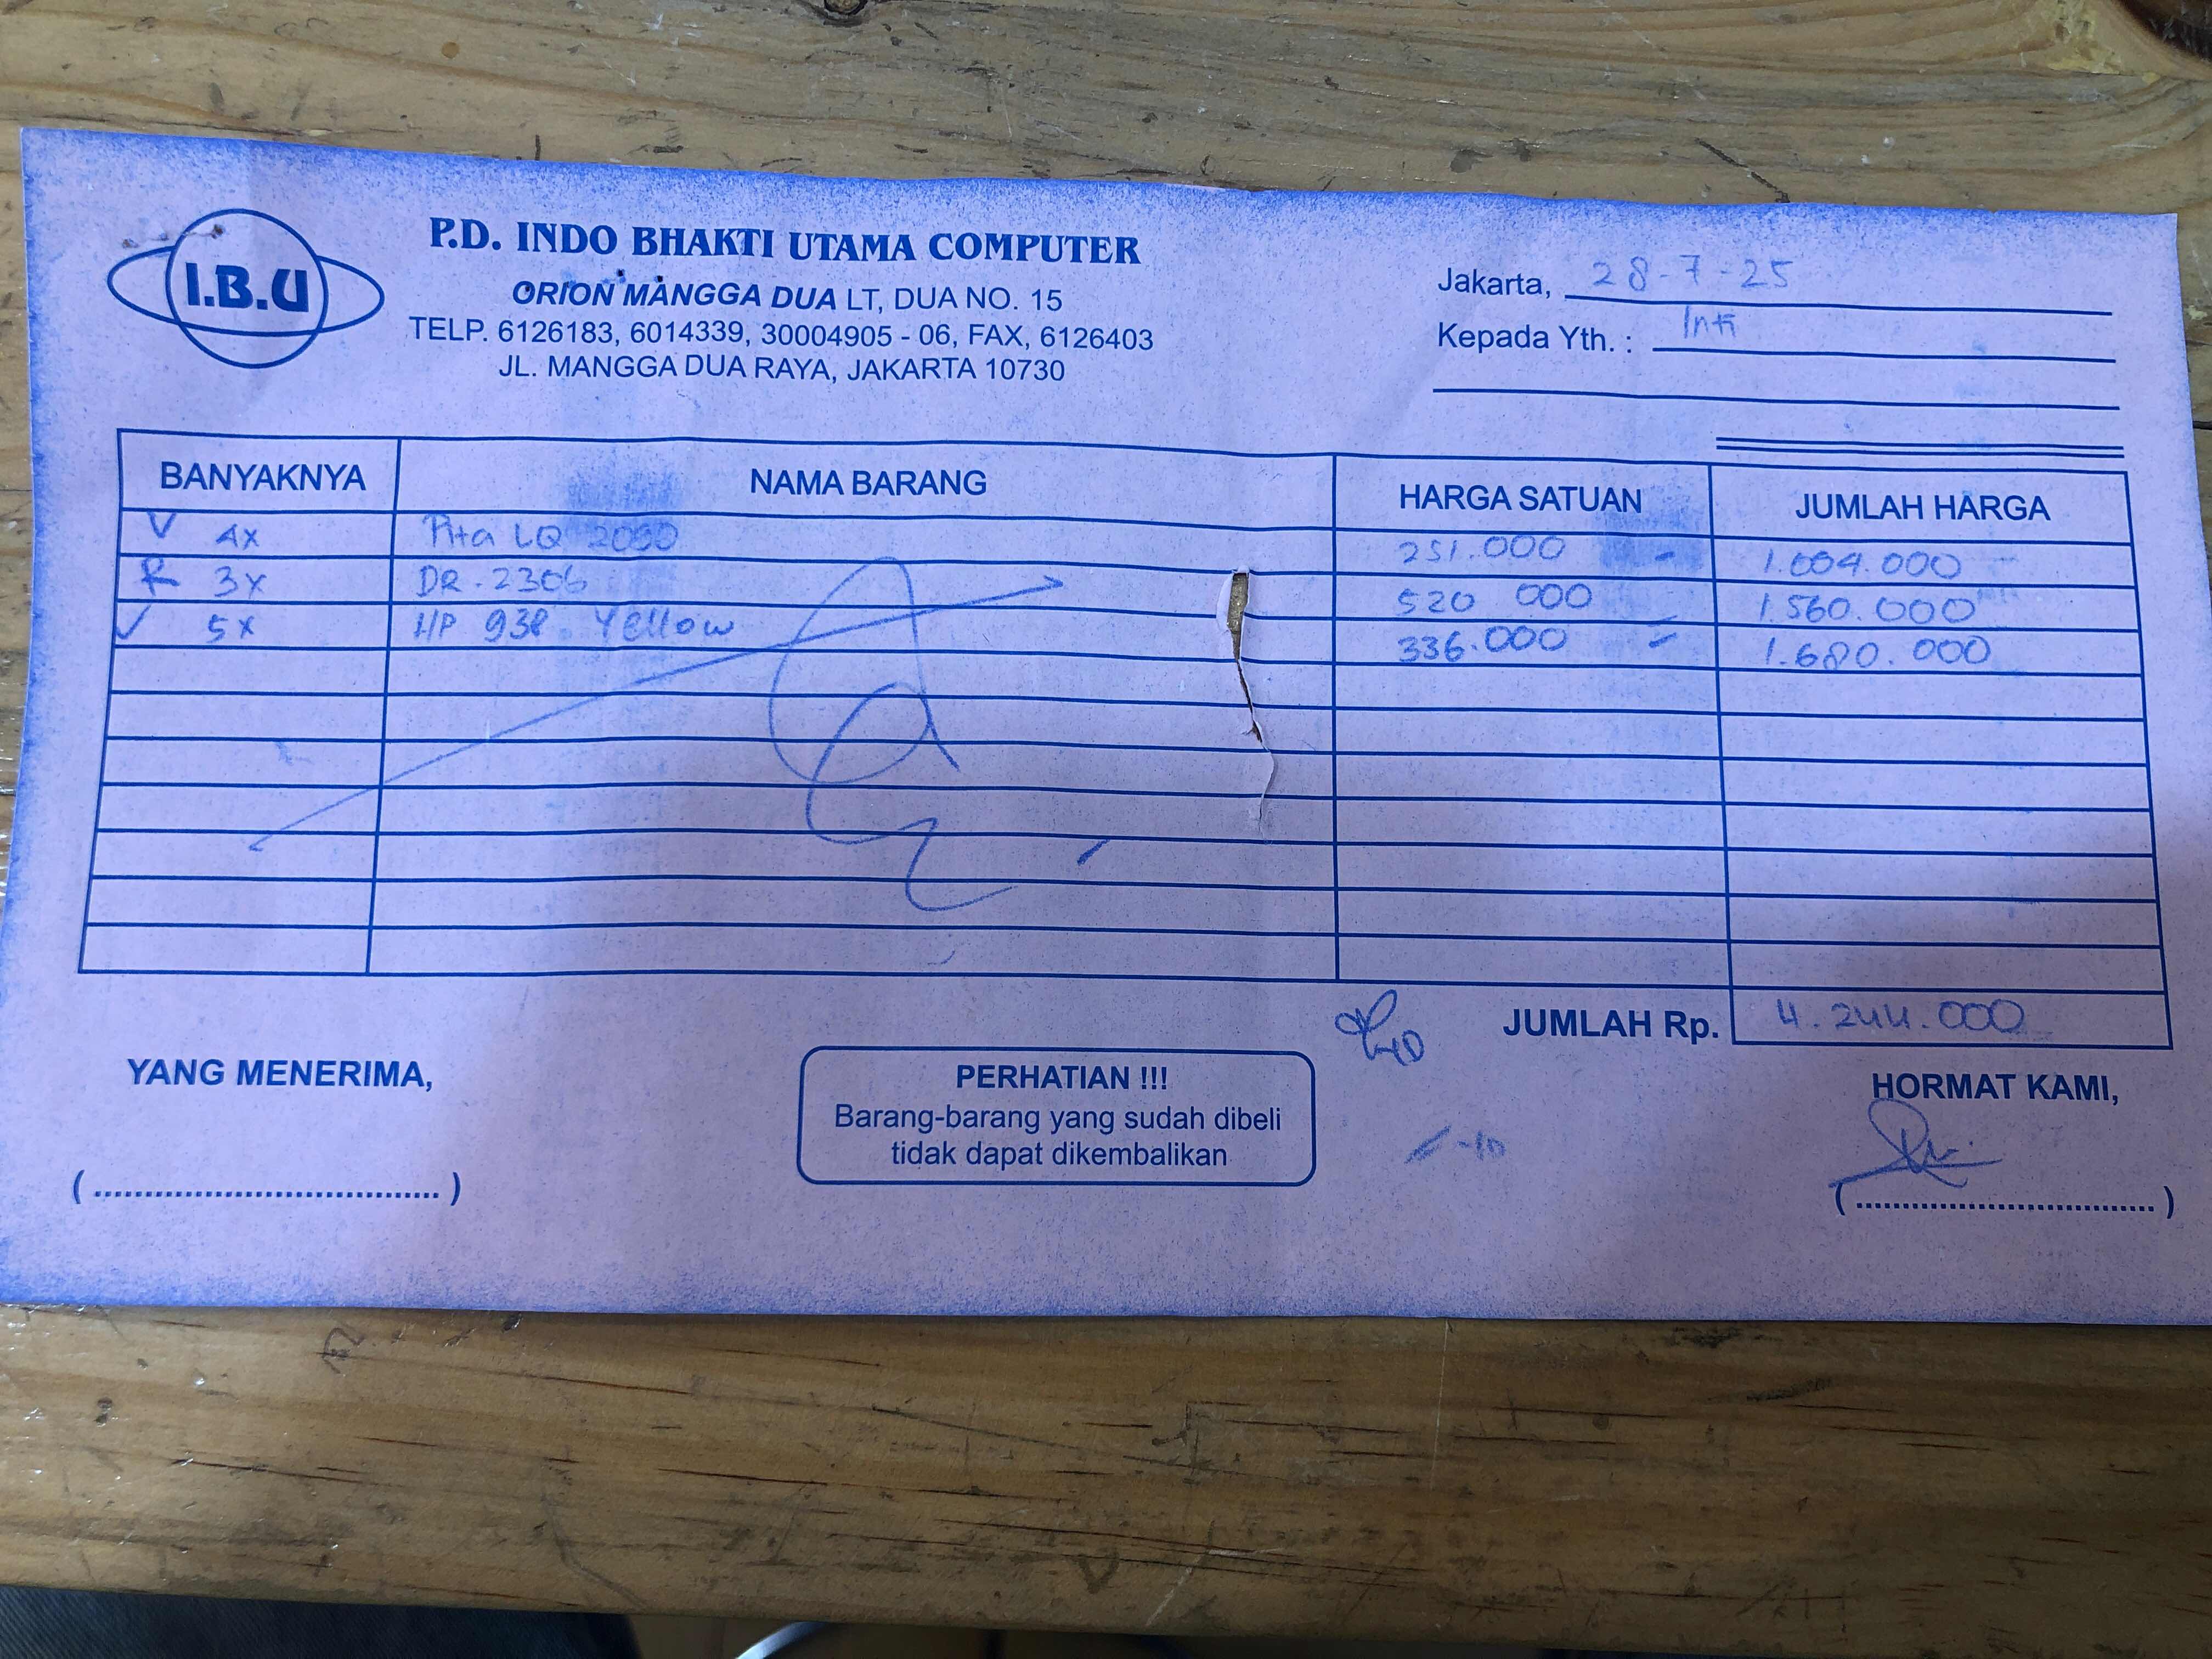 I.B.U
P.D. INDO BHAKTI UTAMA COMPUTER
ORION MANGGA DUA LT, DUA NO. 15
TELP. 6126183, 6014339, 30004905 - 06, FAX, 6126403
JL. MANGGA DUA RAYA, JAKARTA 10730
Jakarta, 28-7-25
Kepada Yth. : Inti
BANYAKNYA NAMA BARANG HARGA SATUAN JUMLAH HARGA
4x Pita LQ 2090 251.000 1.004.000
3x DR.2306 520 000 1.560.000
5x HP 938 Yellow 336.000 1.680.000
JUMLAH Rp. 4.244.000
YANG MENERIMA,
PERHATIAN !!!
Barang-barang yang sudah dibeli
tidak dapat dikembalikan
HORMAT KAMI,